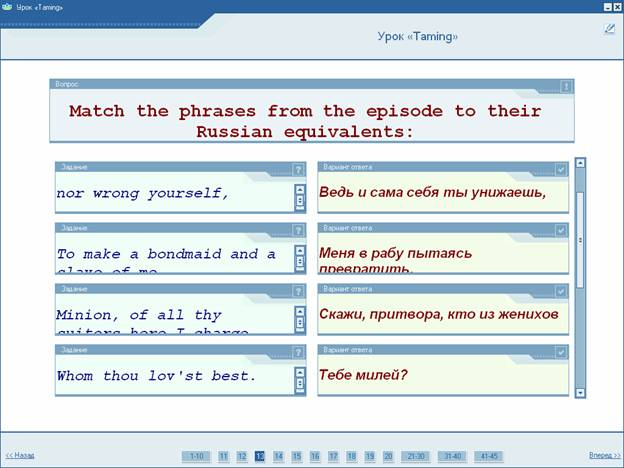 Урок «Taming»
Урок «Taming»
Вопрос
Match the phrases from the episode to their
Russian equivalents:
Задание
nor wrong yourself,
Вариант ответа
Ведь и сама себя ты унижаешь,
Задание
To make a bondmaid and a
slave of me
Вариант ответа
Меня в рабу пытаясь
превратить.
Задание
Minion, of all thy
suitors here I charge
Вариант ответа
Скажи, притвора, кто из женихов
Задание
Whom thou lov'st best.
Вариант ответа
Тебе милей?
<< Назад
1-10 11 12 13 14 15 16 17 18 19 20 21-30 31-40 41-45
Вперед >>